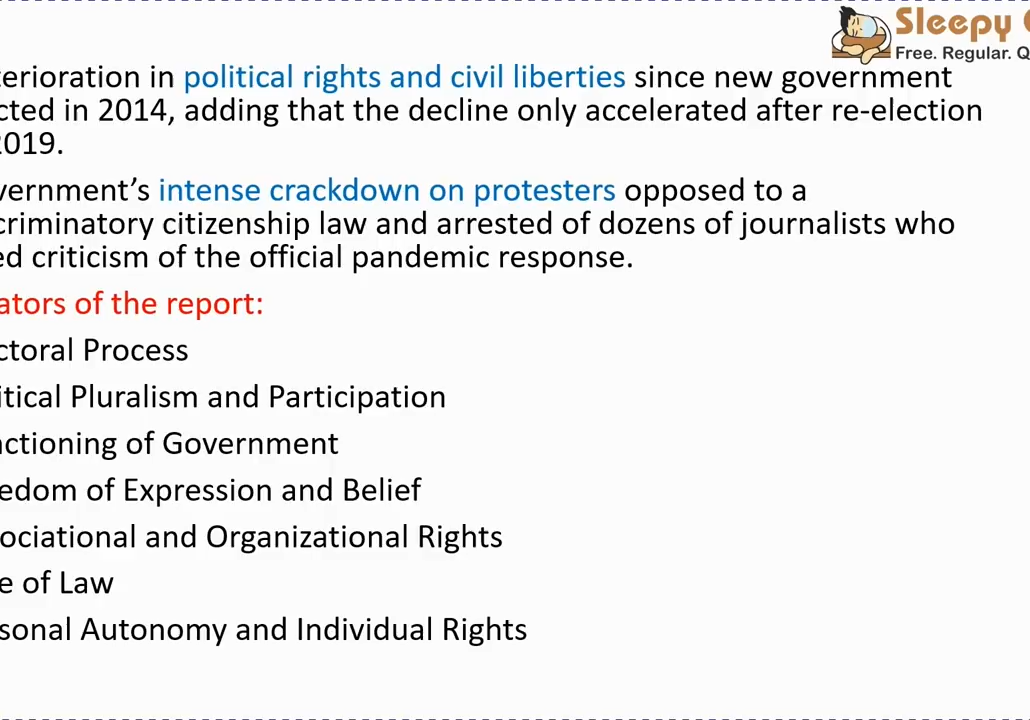 Sleepy
Free. Regular. Q
terioration in political rights and civil liberties since new government
cted in 2014, adding that the decline only accelerated after re-election
2019.
vernment’s intense crackdown on protesters opposed to a
criminatory citizenship law and arrested of dozens of journalists who
ed criticism of the official pandemic response.
ators of the report:
ctoral Process
itical Pluralism and Participation
nctioning of Government
edom of Expression and Belief
ociational and Organizational Rights
e of Law
sonal Autonomy and Individual Rights